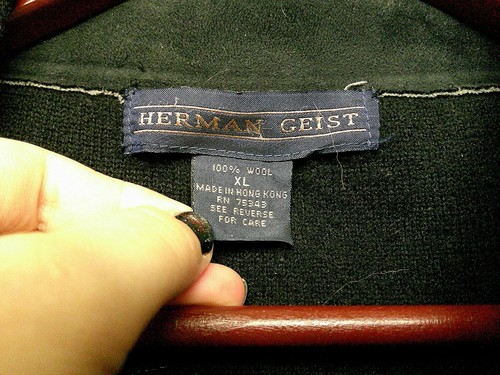 HERMAN GEIST
100% WOOL
XL
MADE IN HONG KONG
RN 75343
SEE REVERSE
FOR CARE